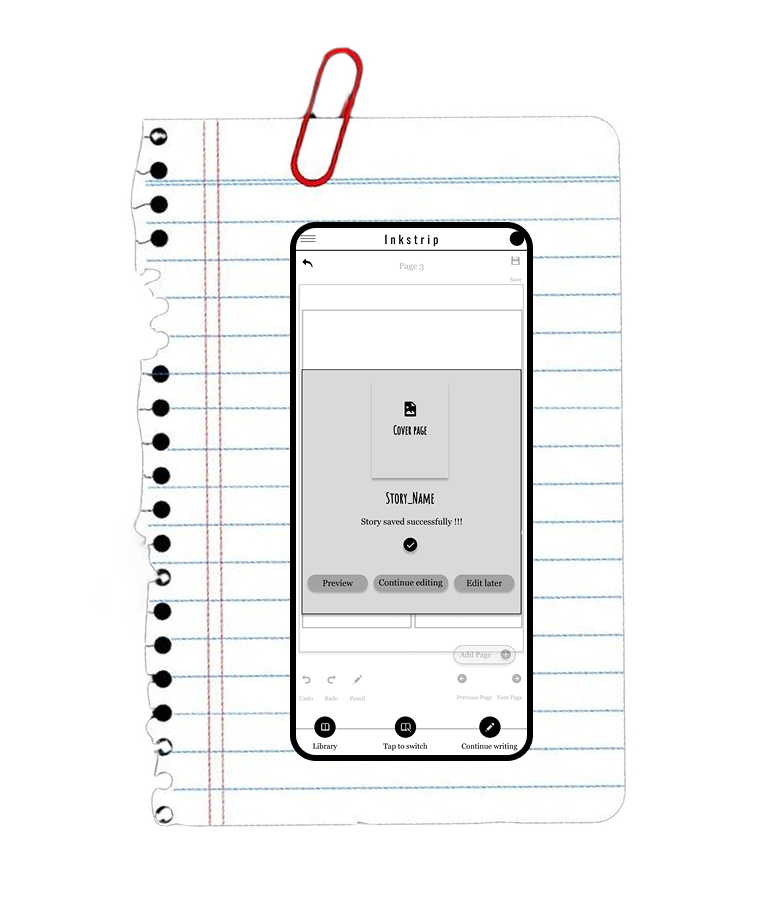 Inkstrip
Page 3
Save
Cover page
Story_Name
Story saved successfully !!!
Preview Continue editing Edit later
Add Page
Undo Redo Pencil Previous Page Next Page
Library Tap to switch Continue writing